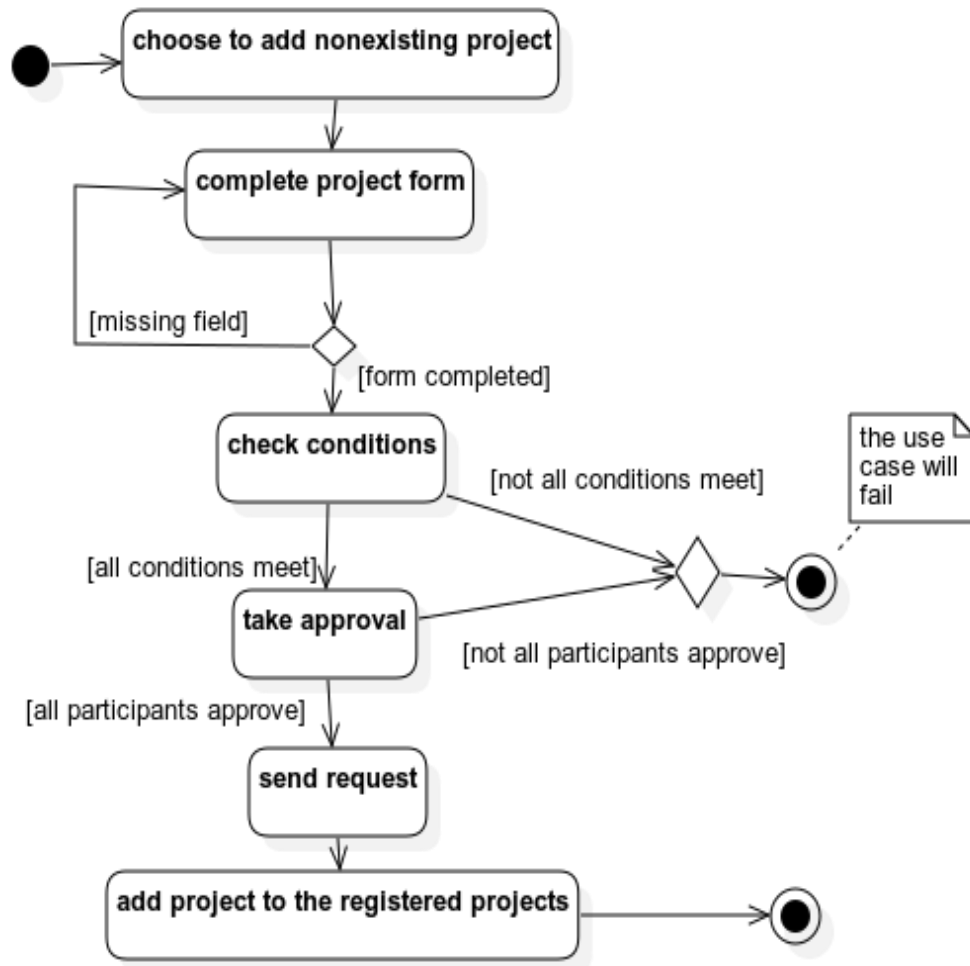 choose to add nonexisting project
complete project form
[missing field]
[form completed]
check conditions
[not all conditions meet]
the use
case will
fail
[all conditions meet]
take approval
[not all participants approve]
[all participants approve]
send request
add project to the registered projects